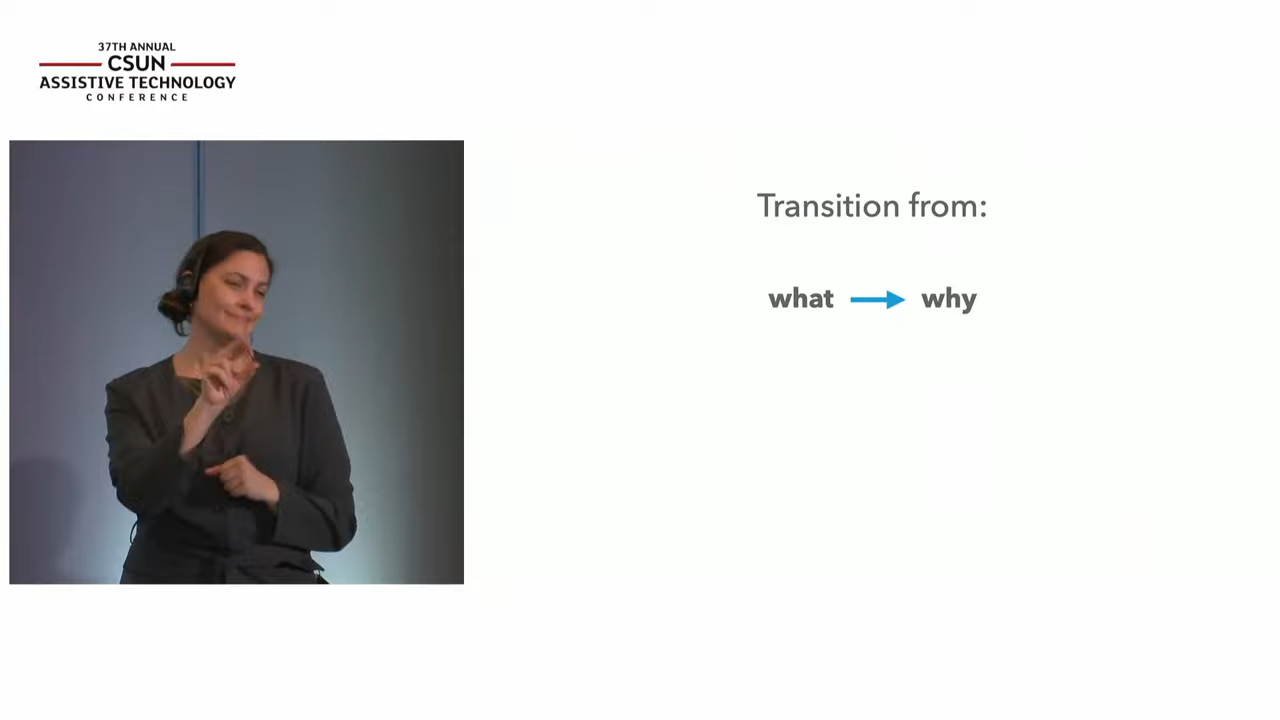 37TH ANNUAL
CSUN
ASSISTIVE TECHNOLOGY
CONFERENCE
Transition from:
what why